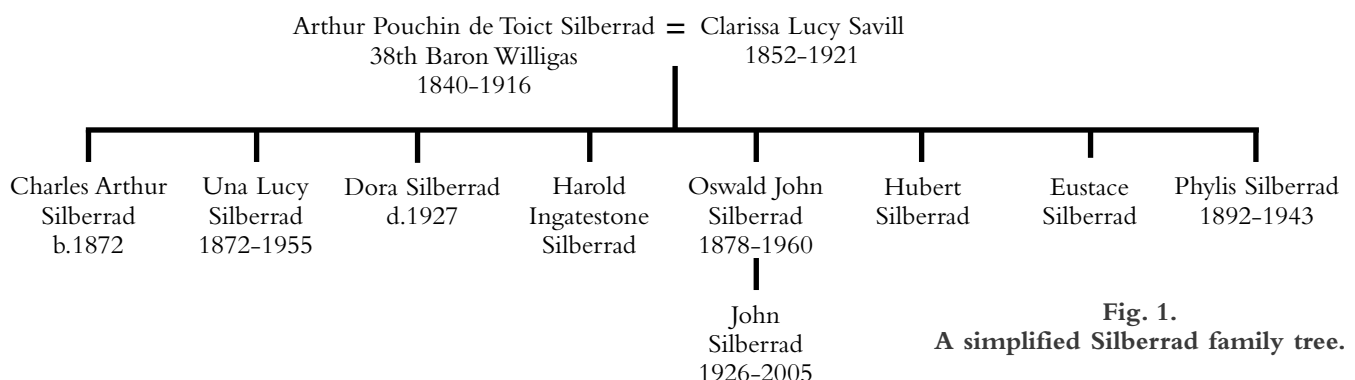 Arthur Pouchin de Toict Silberrad = Clarissa Lucy Savill
38th Baron Willigas
1840-1916
1852-1921
Charles Arthur
Silberrad
b.1872
Una Lucy
Silberrad
1872-1955
Dora Silberrad
d.1927
Harold
Ingatestone
Silberrad
Oswald John
Silberrad
1878-1960
Hubert
Silberrad
Eustace
Silberrad
Phylis Silberrad
1892-1943
John
Silberrad
1926-2005
Fig. 1.
A simplified Silberrad family tree.